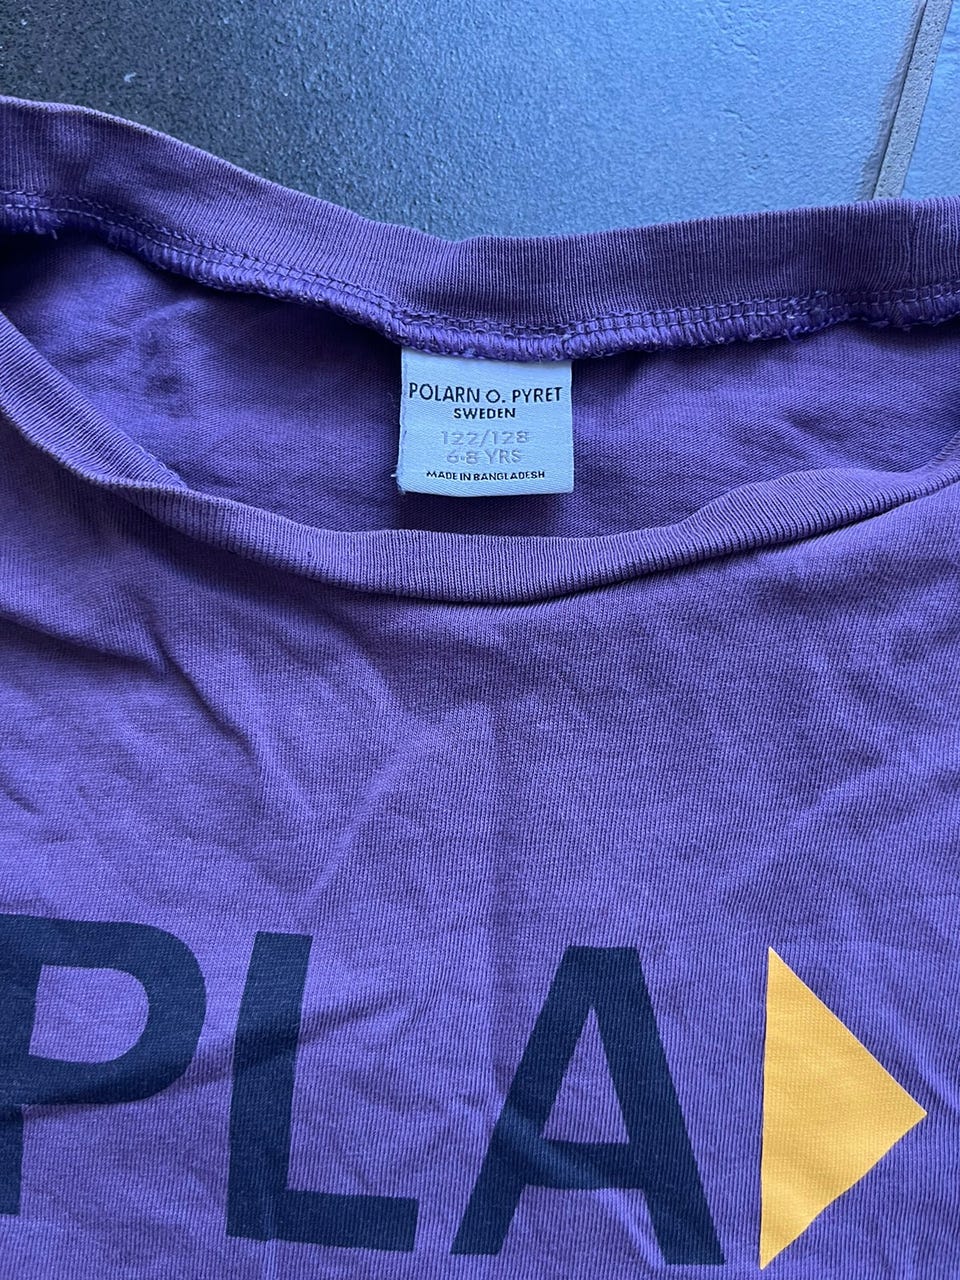 POLARN O. PYRET
SWEDEN
122/128
6-8 YRS
MADE IN BANGLADESH
PLA